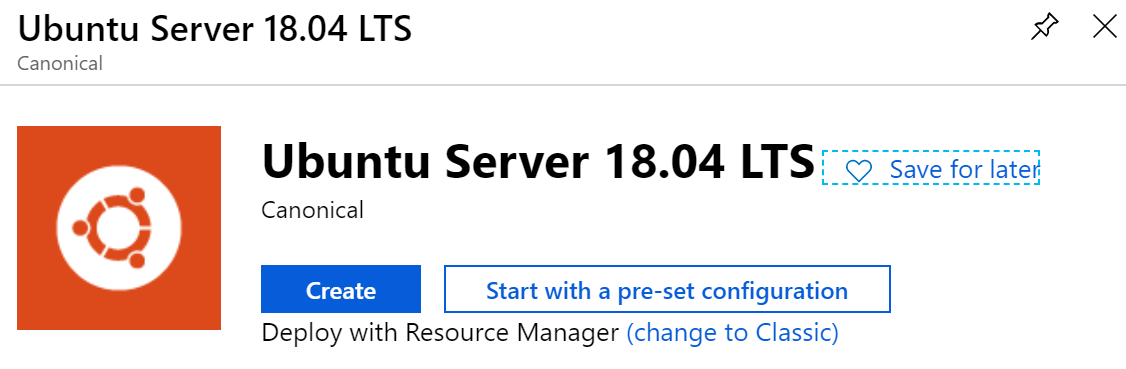 Ubuntu Server 18.04 LTS
Canonical
Ubuntu Server 18.04 LTS
Save for later
Canonical
Create
Start with a pre-set configuration
Deploy with Resource Manager (change to Classic)